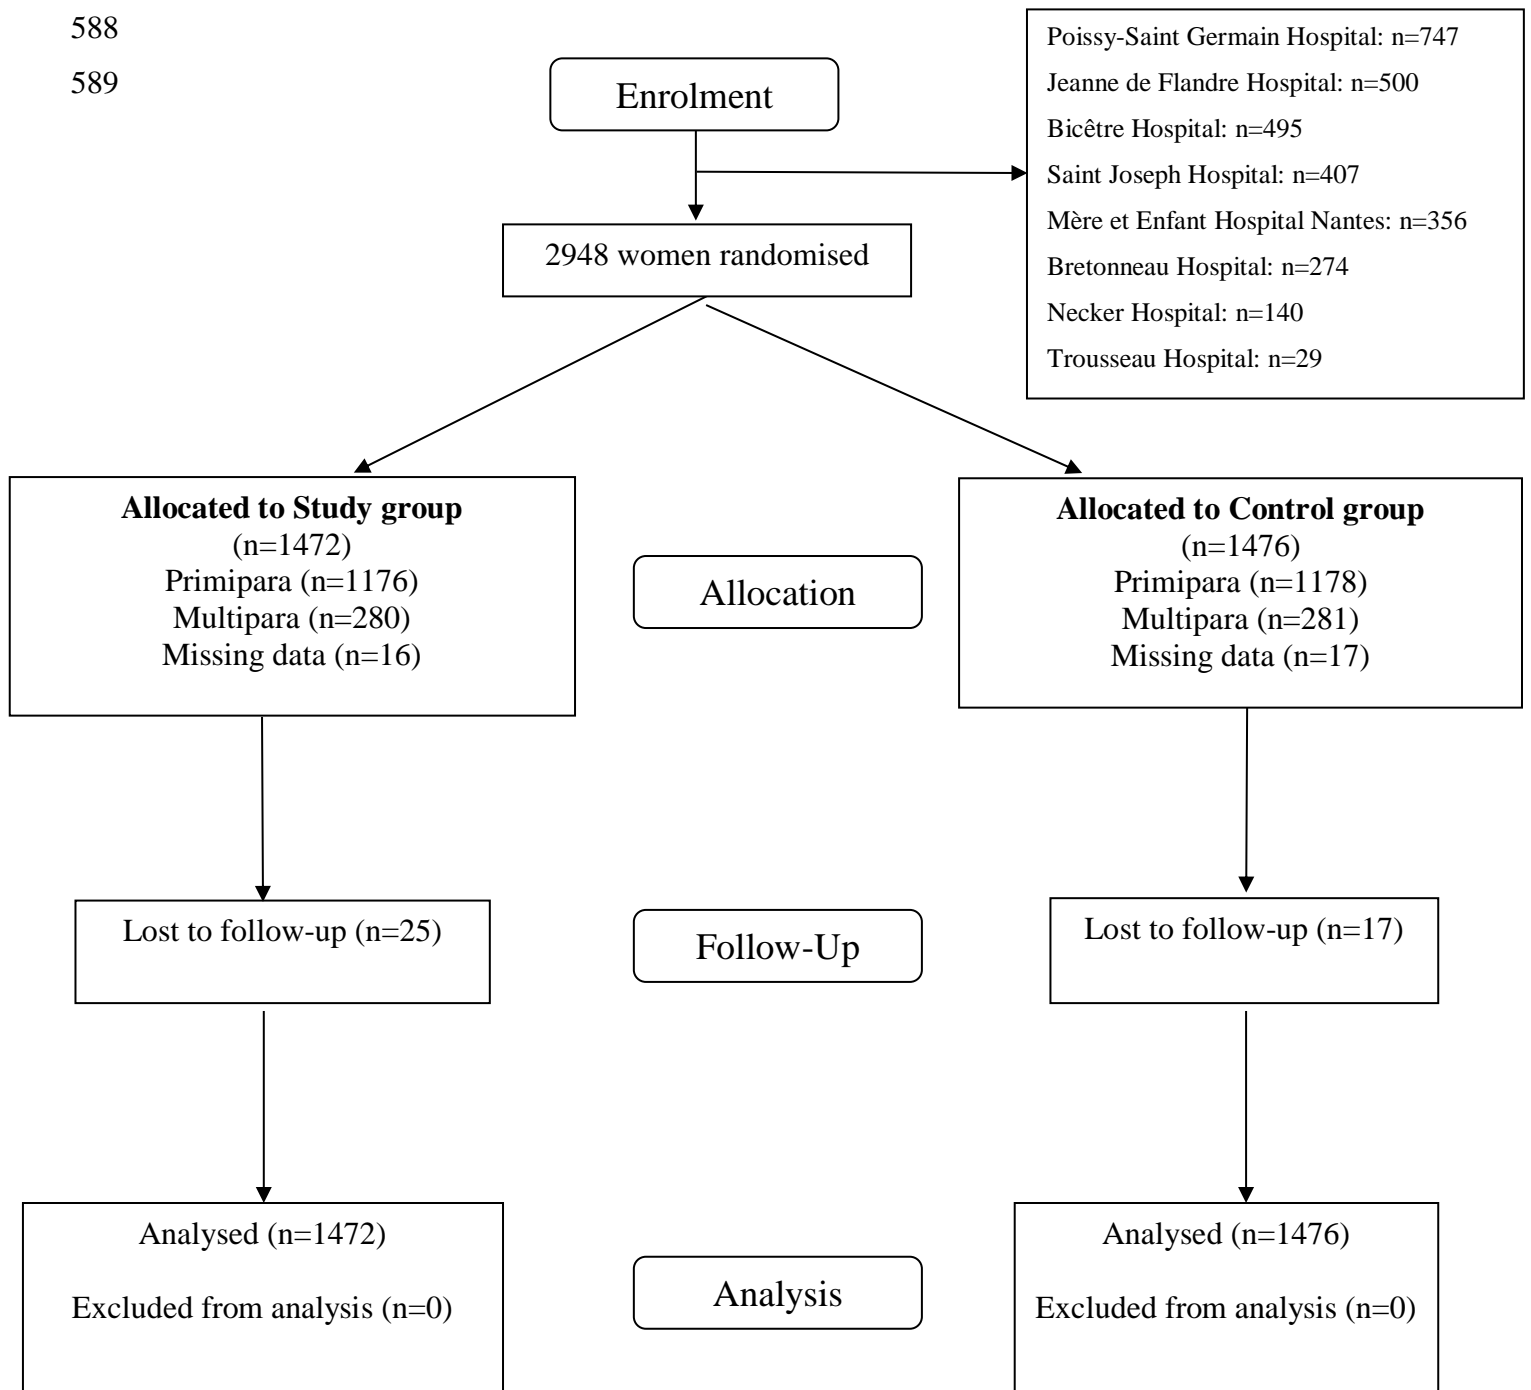 588
589
Enrolment
Poissy-Saint Germain Hospital: n=747
Jeanne de Flandre Hospital: n=500
Bicêtre Hospital: n=495
Saint Joseph Hospital: n=407
Mère et Enfant Hospital Nantes: n=356
Bretonneau Hospital: n=274
Necker Hospital: n=140
Trousseau Hospital: n=29
2948 women randomised
Allocated to Study group
(n=1472)
Primipara (n=1176)
Multipara (n=280)
Missing data (n=16)
Allocation
Allocated to Control group
(n=1476)
Primipara (n=1178)
Multipara (n=281)
Missing data (n=17)
Lost to follow-up (n=25)
Follow-Up
Lost to follow-up (n=17)
Analysed (n=1472)
Excluded from analysis (n=0)
Analysis
Analysed (n=1476)
Excluded from analysis (n=0)